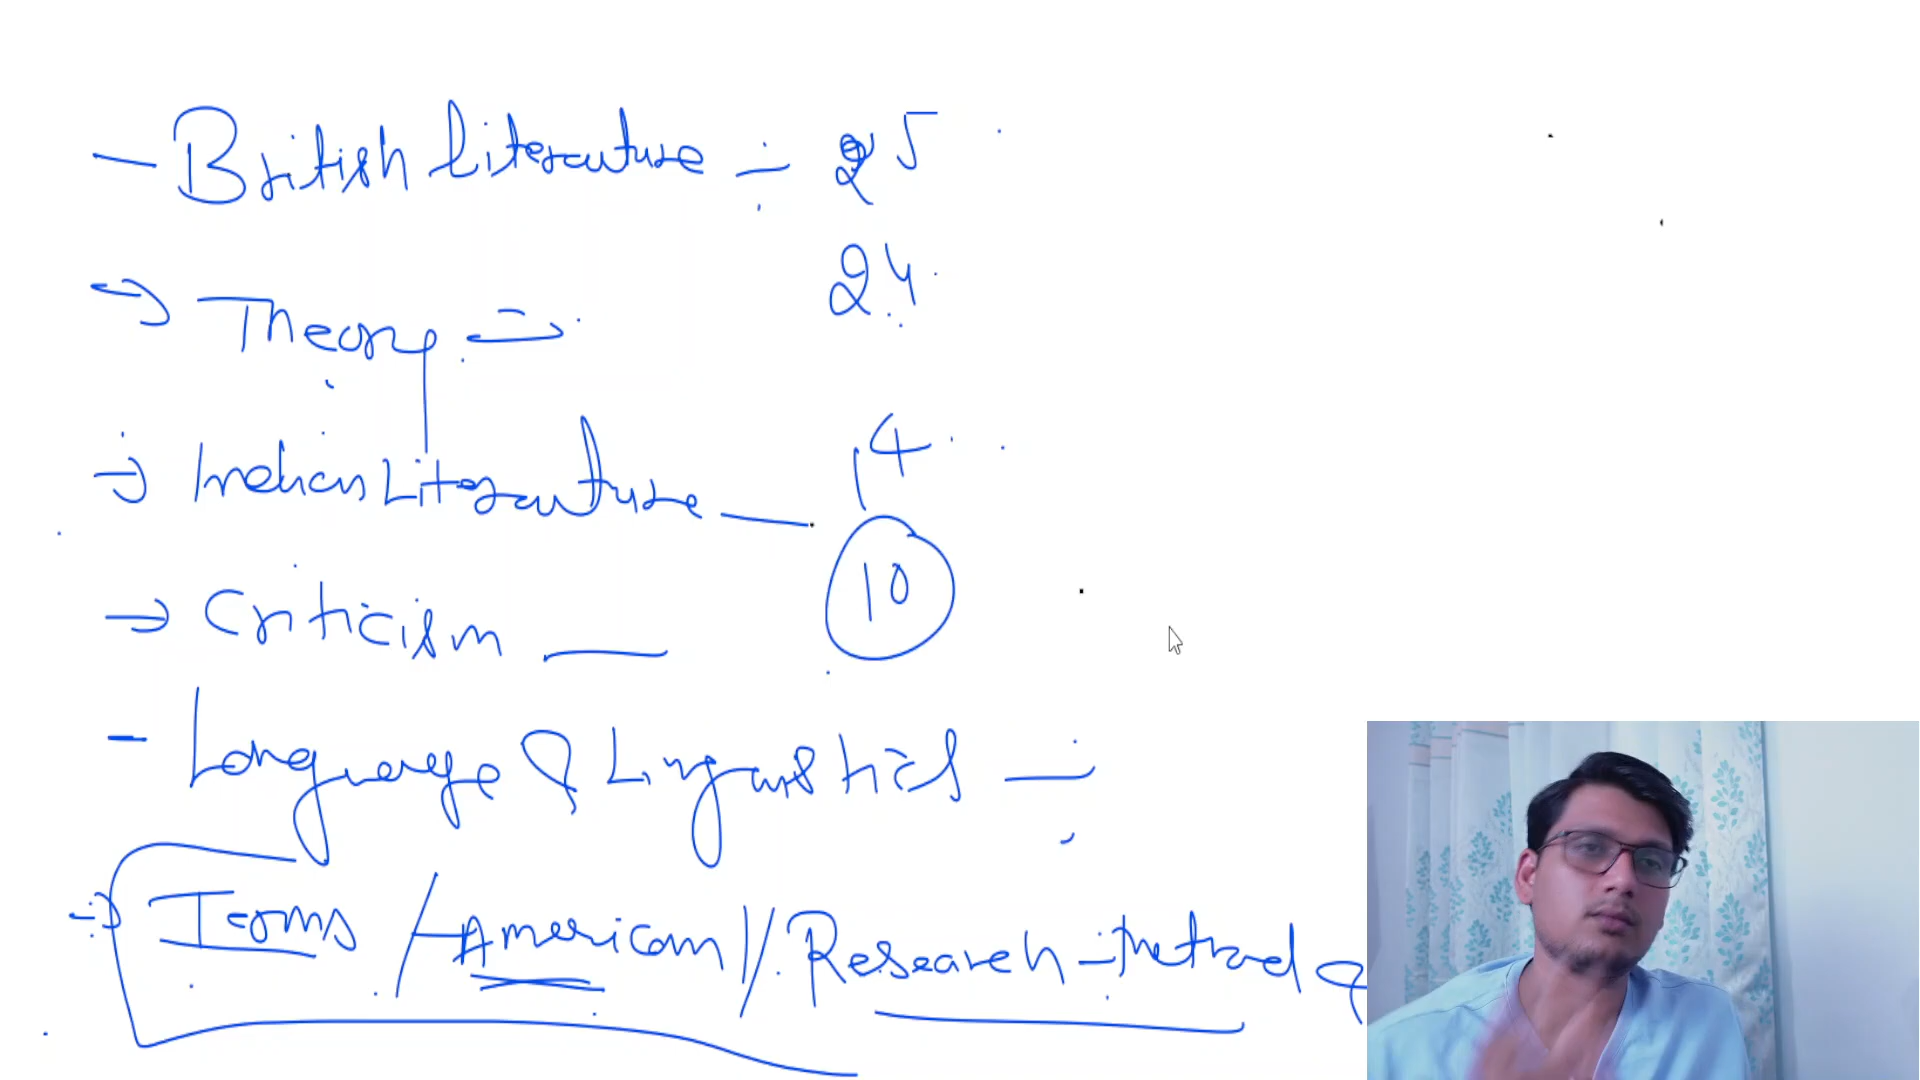 - British Literature - 25
24
→ Theory -
→ Indian Literature — 14
10
→ Criticism —
- Language & Linguistics -
→ Terms / American // Research - method &